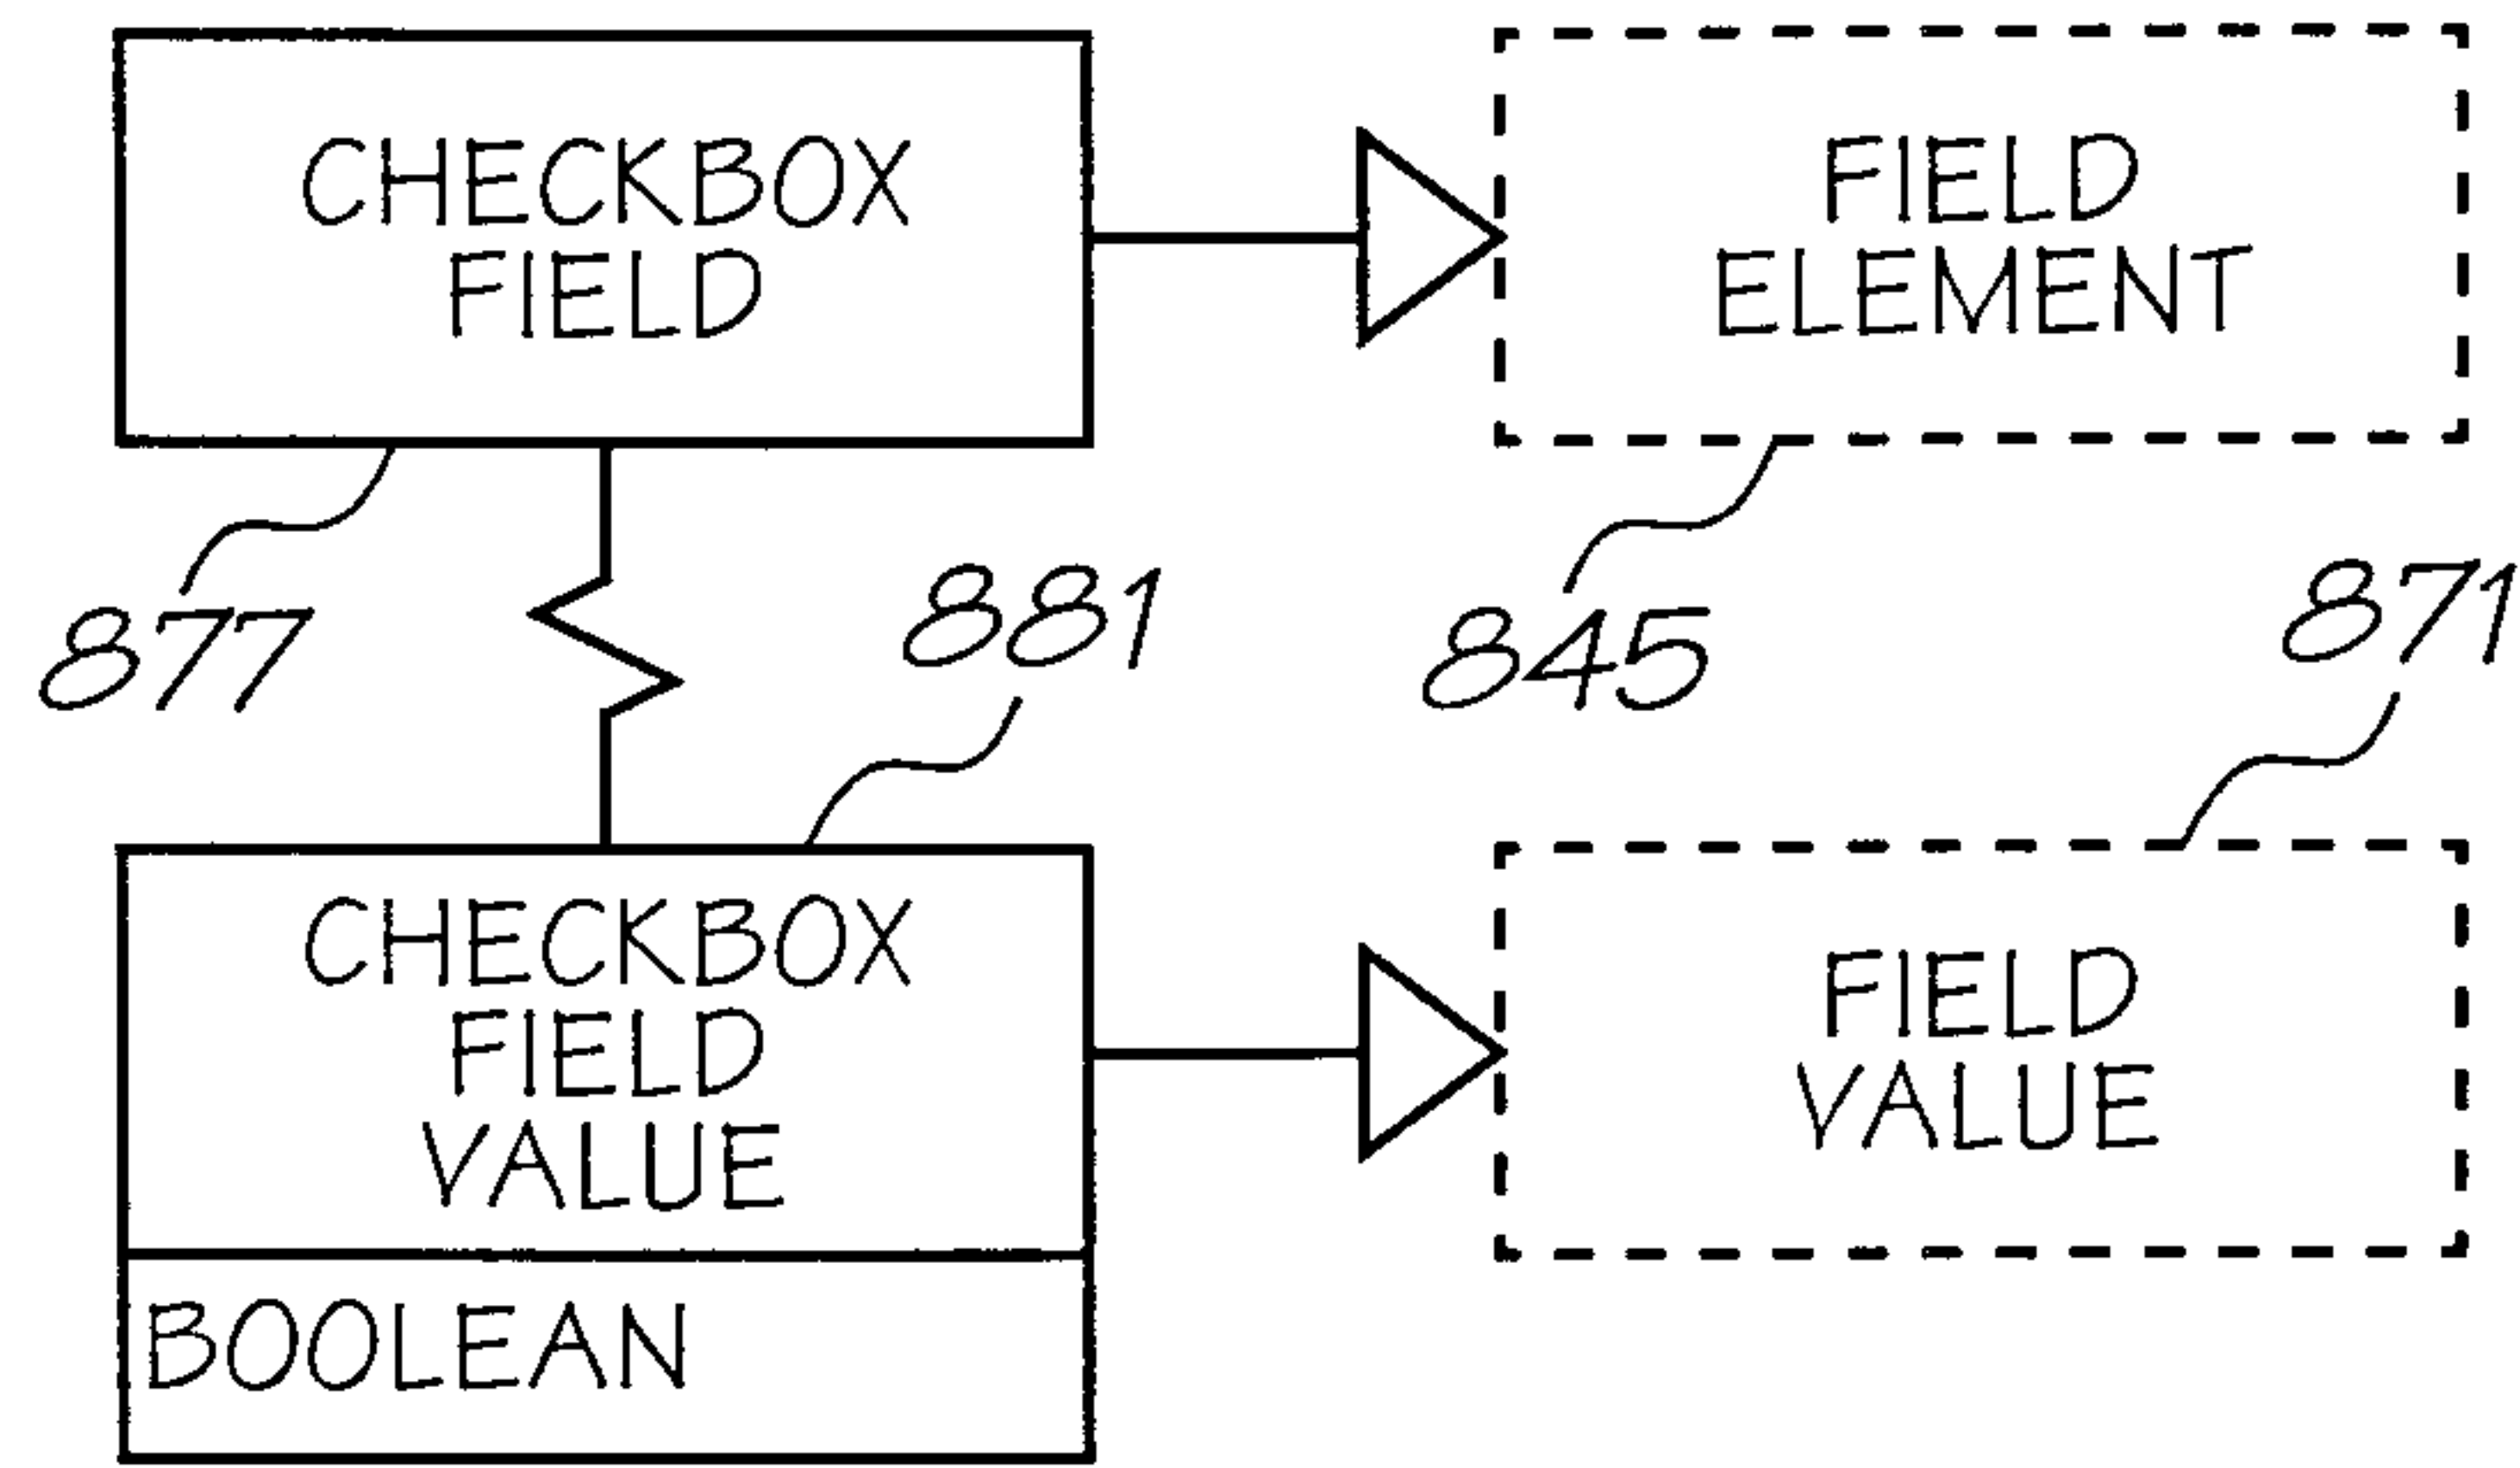 CHECKBOX
FIELD
FIELD
ELEMENT
877
881
845
871
CHECKBOX
FIELD
VALUE
FIELD
VALUE
BOOLEAN